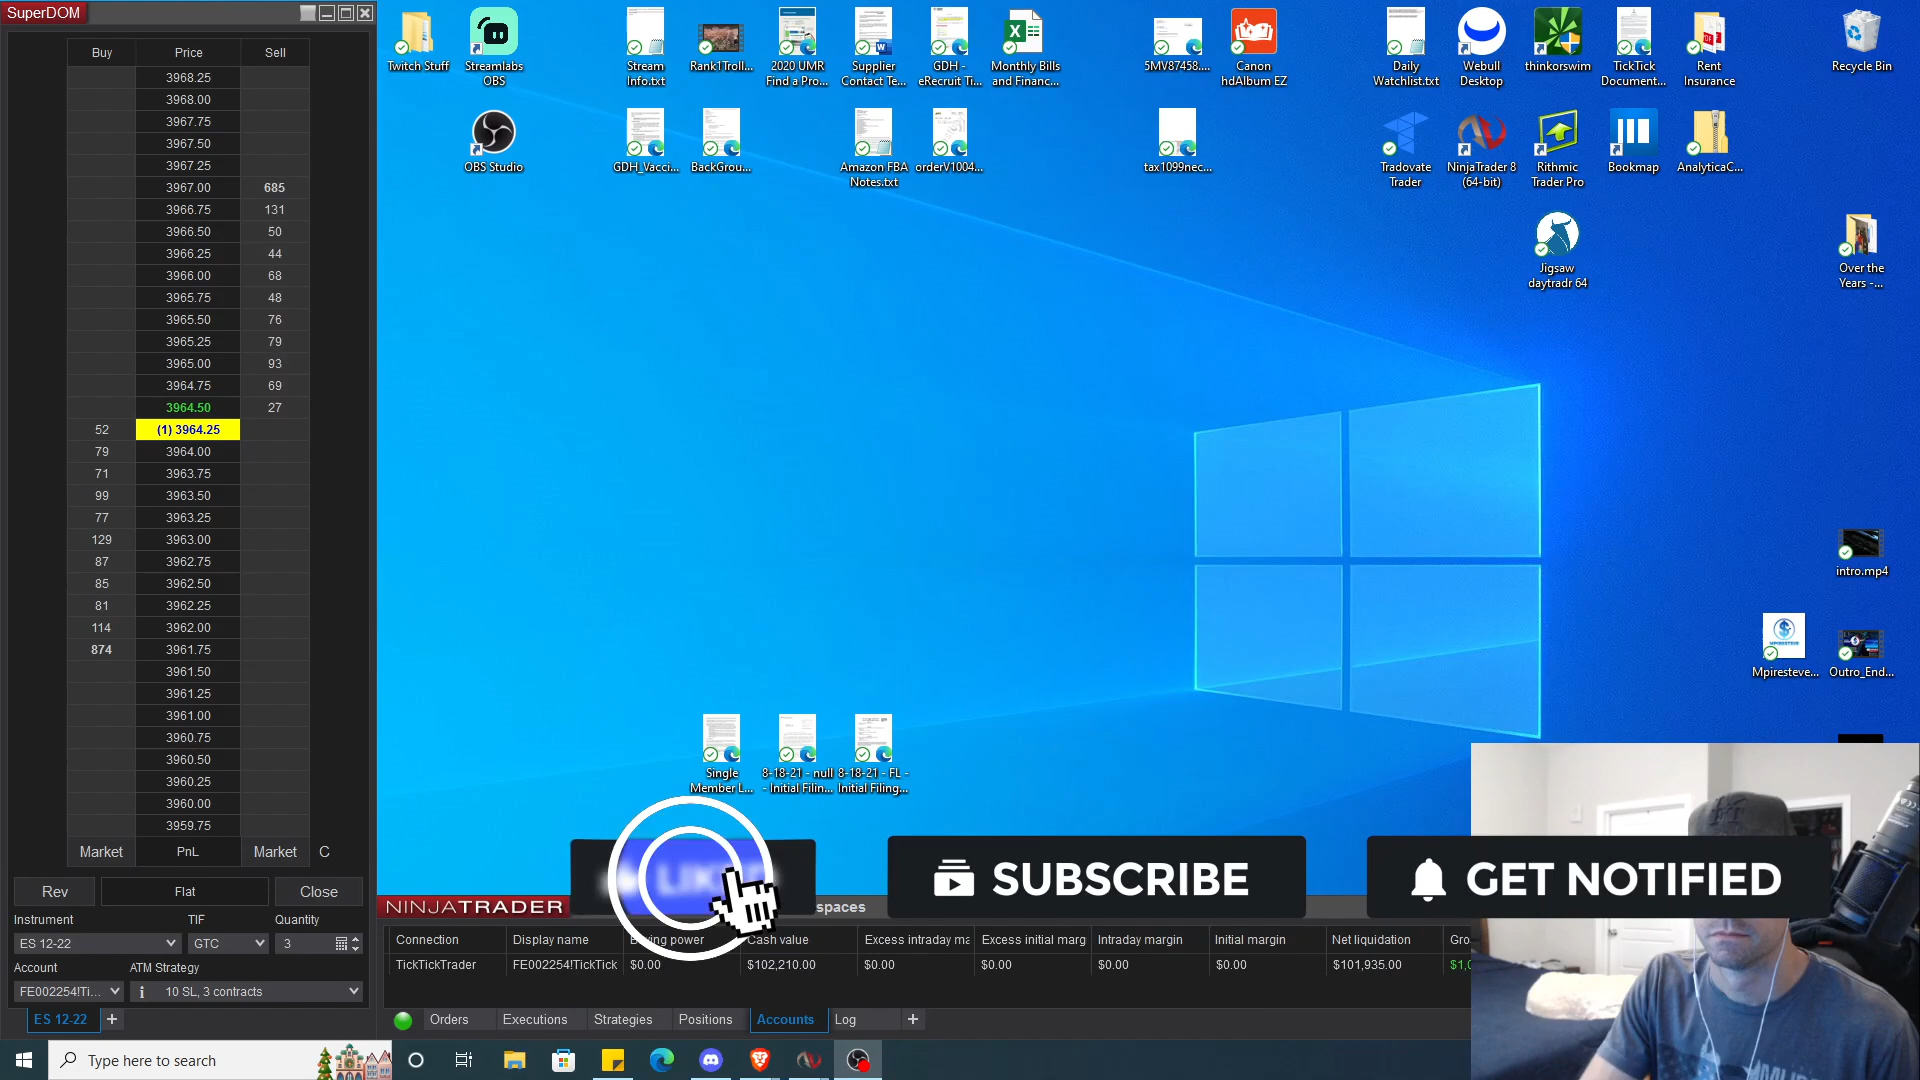 SuperDOM
Buy Price Sell
3968.25
3968.00
3967.75
3967.50
3967.25
3967.00 685
3966.75 131
3966.50 50
3966.25 44
3966.00 68
3965.75 48
3965.50 76
3965.25 79
3965.00 93
3964.75 69
3964.50 27
52 (1) 3964.25
79 3964.00
71 3963.75
99 3963.50
77 3963.25
129 3963.00
87 3962.75
85 3962.50
81 3962.25
114 3962.00
874 3961.75
3961.50
3961.25
3961.00
3960.75
3960.50
3960.25
3960.00
3959.75
Market PnL Market C
Rev Flat Close
Instrument TIF Quantity
ES 12-22 GTC 3
Account ATM Strategy
FE002254!Ti... i 10 SL, 3 contracts
ES 12-22 +
Twitch Stuff
Streamlabs
OBS
Stream
Info.txt
Rank1Troll...
2020 UMR
Find a Pro...
Supplier
Contact Te...
GDH -
eRecruit Ti...
Monthly Bills
and Financ...
5MV87458....
Canon
hdAlbum EZ
Daily
Watchlist.txt
Webull
Desktop
thinkorswim
TickTick
Document...
Rent
Insurance
Recycle Bin
OBS Studio
GDH_Vacci...
BackGrou...
Amazon FBA
Notes.txt
orderV1004...
tax1099nec...
Tradovate
Trader
NinjaTrader 8
(64-bit)
Rithmic
Trader Pro
Bookmap
AnalyticaC...
Jigsaw
daytradr 64
Over the
Years -...
intro.mp4
Mpiresteve...
Outro_End...
Single
Member L...
8-18-21 - null
- Initial Filin...
8-18-21 - FL -
Initial Filing...
SUBSCRIBE
GET NOTIFIED
NINJATRADER
spaces
Connection Display name Buying power Cash value Excess intraday ma Excess initial marg Intraday margin Initial margin Net liquidation Gro
TickTickTrader FE002254!TickTick $0.00 $102,210.00 $0.00 $0.00 $0.00 $0.00 $101,935.00 $1,0
Orders Executions Strategies Positions Accounts Log +
Type here to search